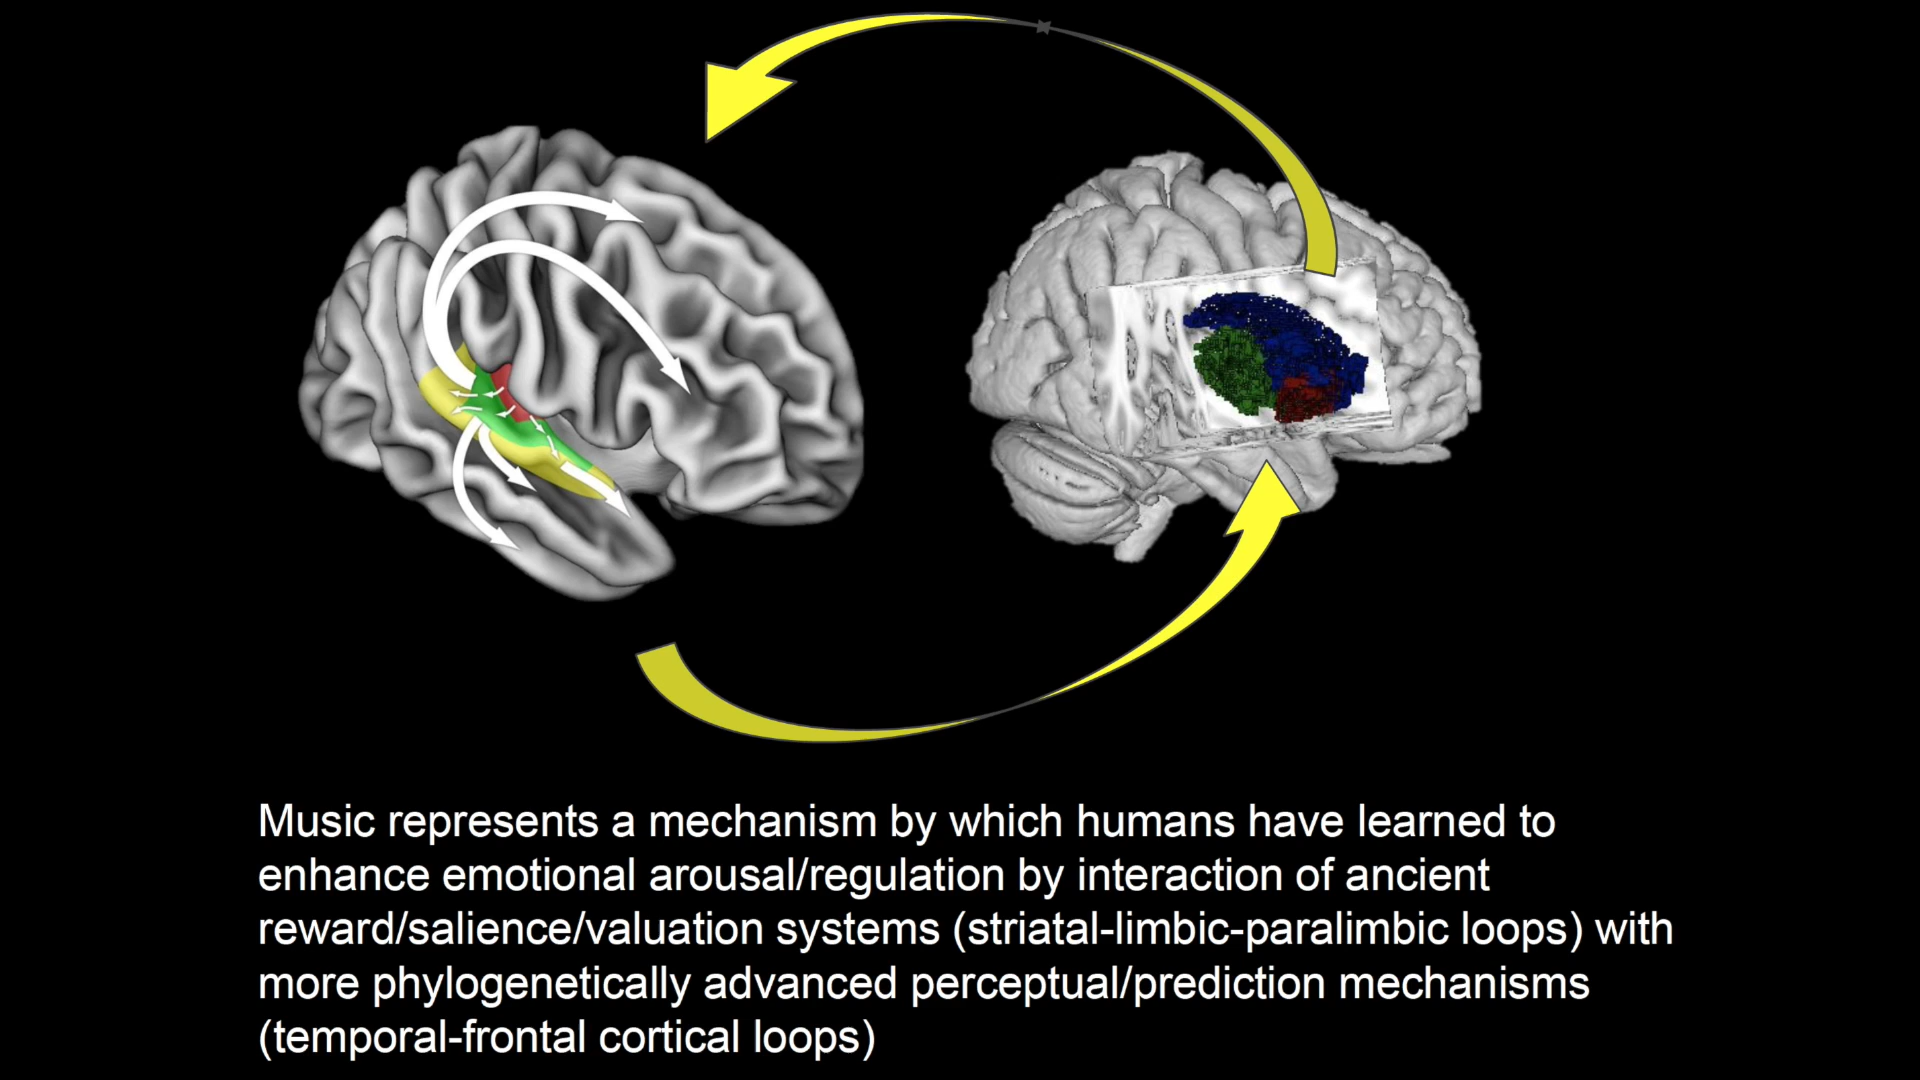 Music represents a mechanism by which humans have learned to
enhance emotional arousal/regulation by interaction of ancient
reward/salience/valuation systems (striatal-limbic-paralimbic loops) with
more phylogenetically advanced perceptual/prediction mechanisms
(temporal-frontal cortical loops)